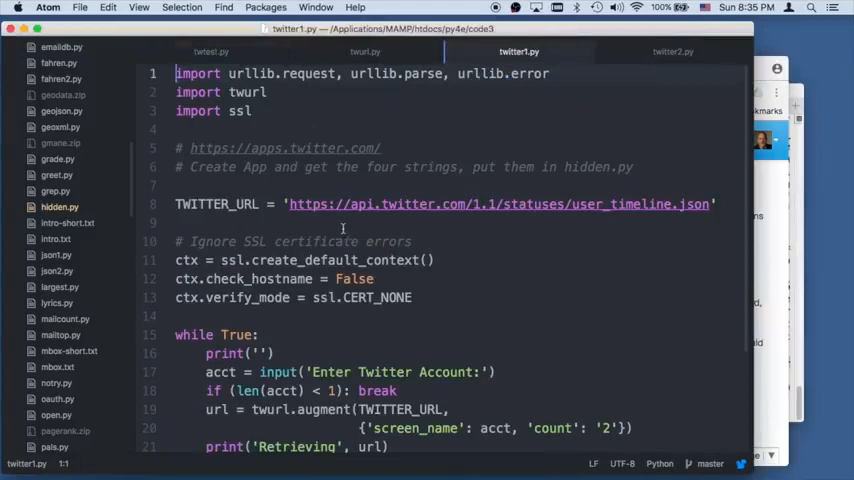 Atom File Edit View Selection Find Packages Window Help 100% Sun 8:35 PM
twitter1.py — /Applications/MAMP/htdocs/py4e/code3
emaildb.py
fahren.py
fahren2.py
geodata.zip
geojson.py
geoxml.py
gmane.zip
grade.py
greet.py
grep.py
hidden.py
intro-short.txt
intro.txt
json1.py
json2.py
largest.py
lyrics.py
mailcount.py
mailtop.py
mbox-short.txt
mbox.txt
notry.py
oauth.py
open.py
pagerank.zip
pals.py
twtest.py twurl.py twitter1.py twitter2.py
1 import urllib.request, urllib.parse, urllib.error
2 import twurl
3 import ssl
4
5 # https://apps.twitter.com/
6 # Create App and get the four strings, put them in hidden.py
7
8 TWITTER_URL = 'https://api.twitter.com/1.1/statuses/user_timeline.json'
9
10 # Ignore SSL certificate errors
11 ctx = ssl.create_default_context()
12 ctx.check_hostname = False
13 ctx.verify_mode = ssl.CERT_NONE
14
15 while True:
16 print('')
17 acct = input('Enter Twitter Account:')
18 if (len(acct) < 1): break
19 url = twurl.augment(TWITTER_URL,
20 {'screen_name': acct, 'count': '2'})
21 print('Retrieving', url)
twitter1.py 1:1 LF UTF-8 Python master